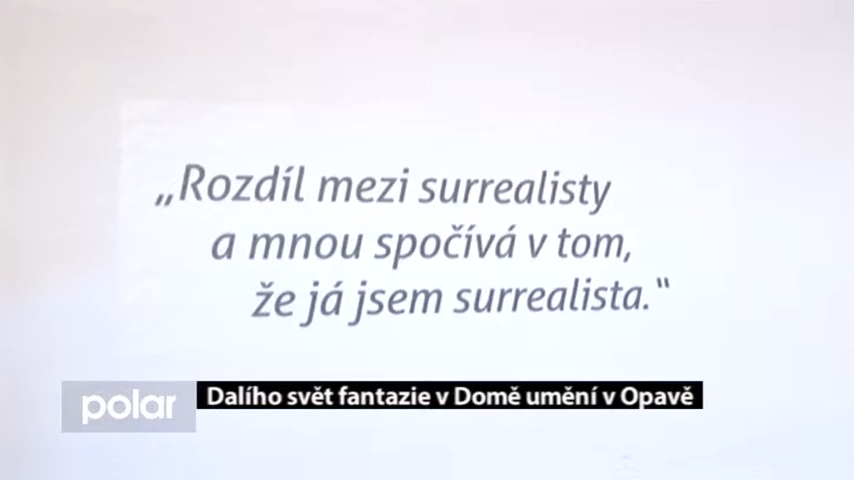 „Rozdíl mezi surrealisty
a mnou spočívá v tom,
že já jsem surrealista.“
polar
Dalího svět fantazie v Domě umění v Opavě